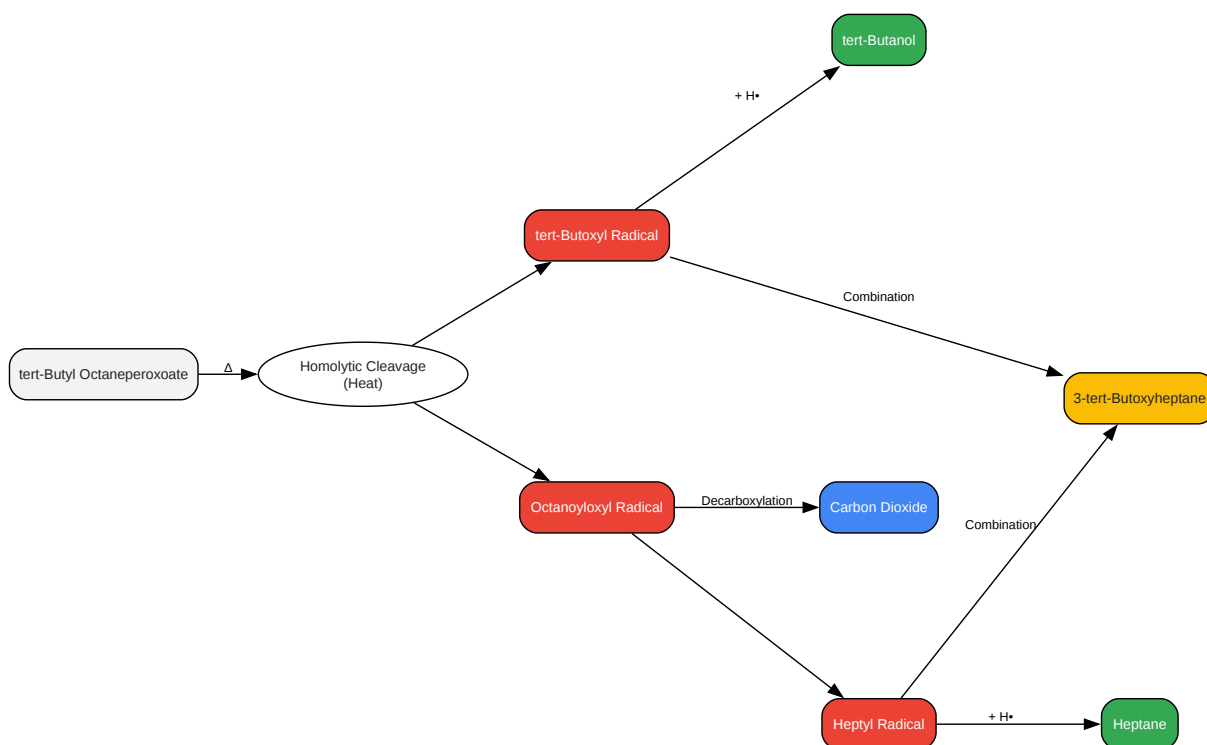 tert-Butanol
+ H•
tert-Butoxyl Radical
Combination
tert-Butyl Octaneperoxoate
Δ
Homolytic Cleavage
(Heat)
3-tert-Butoxyheptane
Octanoyloxyl Radical
Decarboxylation
Carbon Dioxide
Combination
Heptyl Radical
+ H•
Heptane